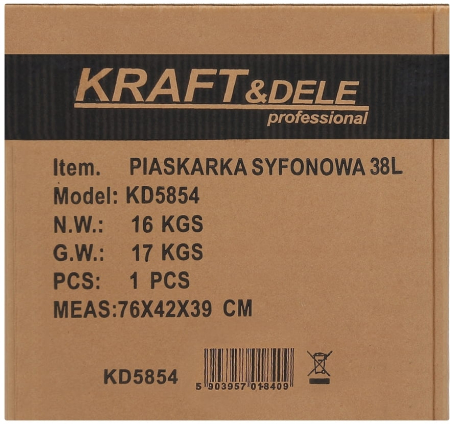 KRAFT&DELE
professional
Item. PIASKARKA SYFONOWA 38L
Model: KD5854
N.W.: 16 KGS
G.W.: 17 KGS
PCS: 1 PCS
MEAS:76X42X39 CM
KD5854
5 903957 018409